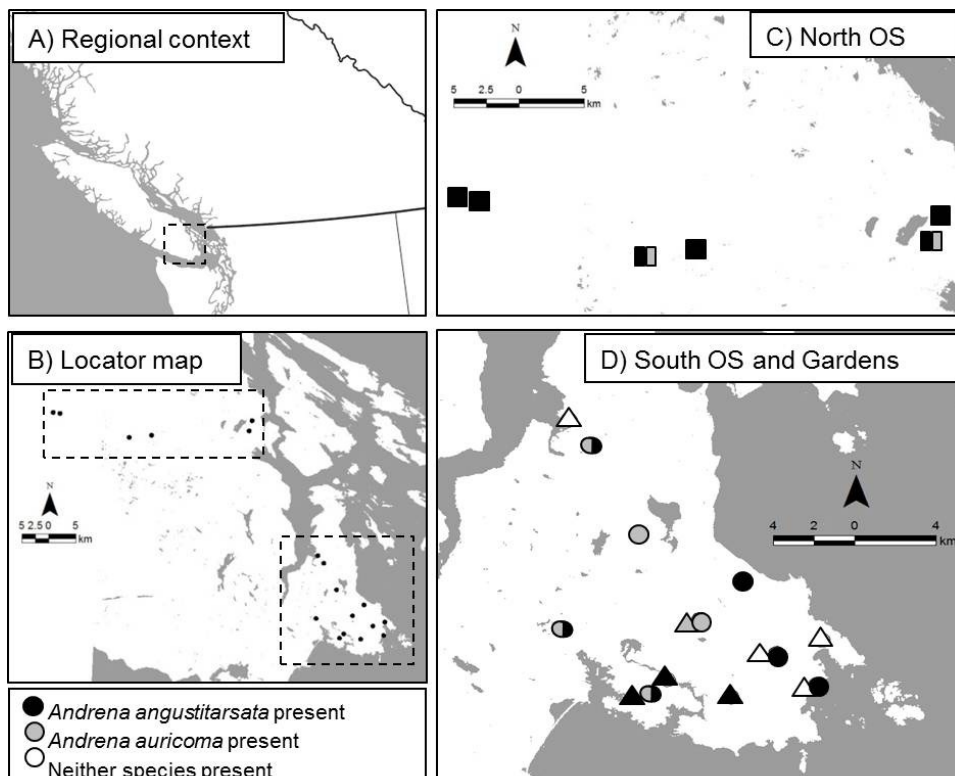 A) Regional context
C) North OS
N
5 2.5 0 5
km
B) Locator map
N
5 2.5 0 5
km
D) South OS and Gardens
N
4 2 0 4
km
Andrena angustitarsata present
Andrena auricoma present
Neither species present